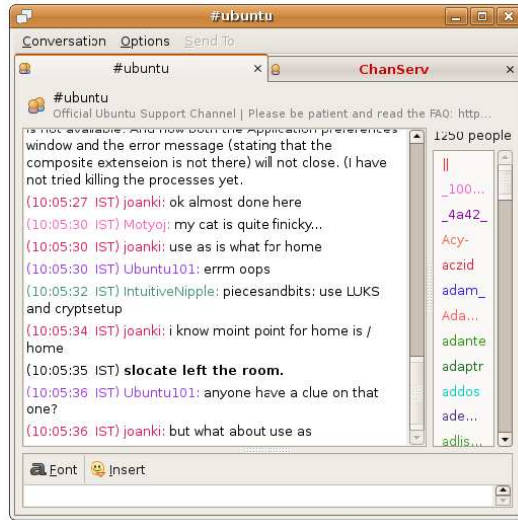 #ubuntu
Conversation Options Send To
#ubuntu
ChanServ
#ubuntu
Official Ubuntu Support Channel | Please be patient and read the FAQ: http...
is not available. And now both the Application preferences
window and the error message (stating that the
composite extenseion is not there) will not close. (I have
not tried killing the processes yet.
(10:05:27 IST) joanki: ok almost done here
(10:05:30 IST) Motyoj: my cat is quite finicky...
(10:05:30 IST) joanki: use as is what for home
(10:05:30 IST) Ubuntu101: errm oops
(10:05:32 IST) IntuitiveNipple: piecesandbits: use LUKS
and cryptsetup
(10:05:34 IST) joanki: i know moint point for home is /
home
(10:05:35 IST) slocate left the room.
(10:05:36 IST) Ubuntu101: anyone have a clue on that
one?
(10:05:36 IST) joanki: but what about use as
1250 people
||
_100...
_4a42_
Acy-
aczid
adam_
Ada...
adante
adaptr
addos
ade...
adlis...
a Font Insert